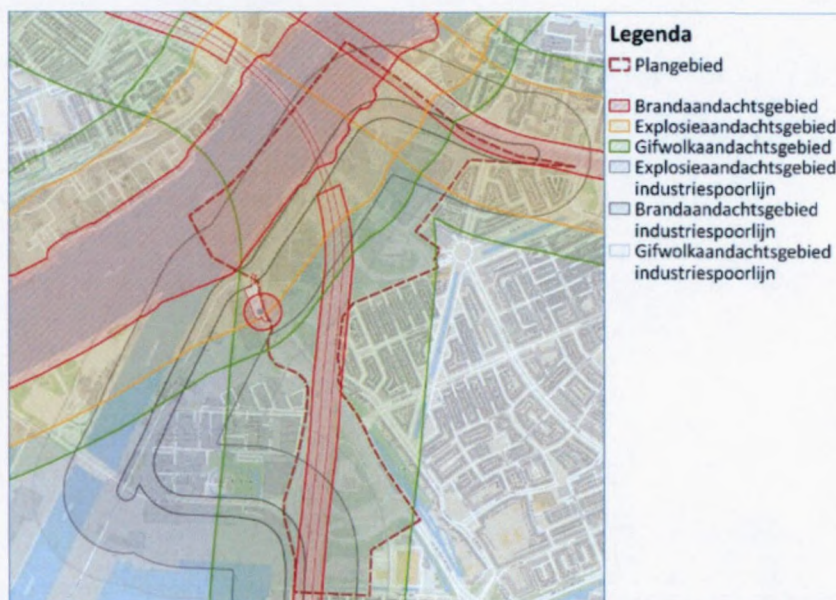 Legenda
Plangebied
Brandaandachtsgebied
Explosieaandachtsgebied
Gifwolkaandachtsgebied
Explosieaandachtsgebied
industriespoorlijn
Brandaandachtsgebied
industriespoorlijn
Gifwolkaandachtsgebied
industriespoorlijn